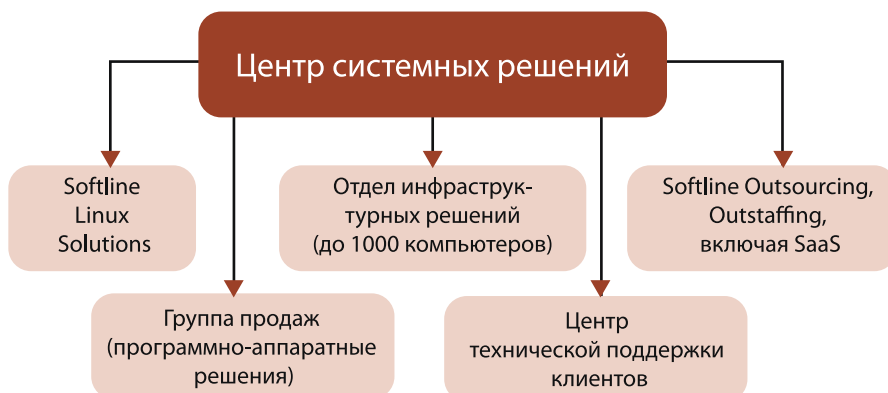 Центр системных решений
Softline
Linux
Solutions
Отдел инфраструк-
турных решений
(до 1000 компьютеров)
Softline Outsourcing,
Outstaffing,
включая SaaS
Группа продаж
(программно-аппаратные
решения)
Центр
технической поддержки
клиентов